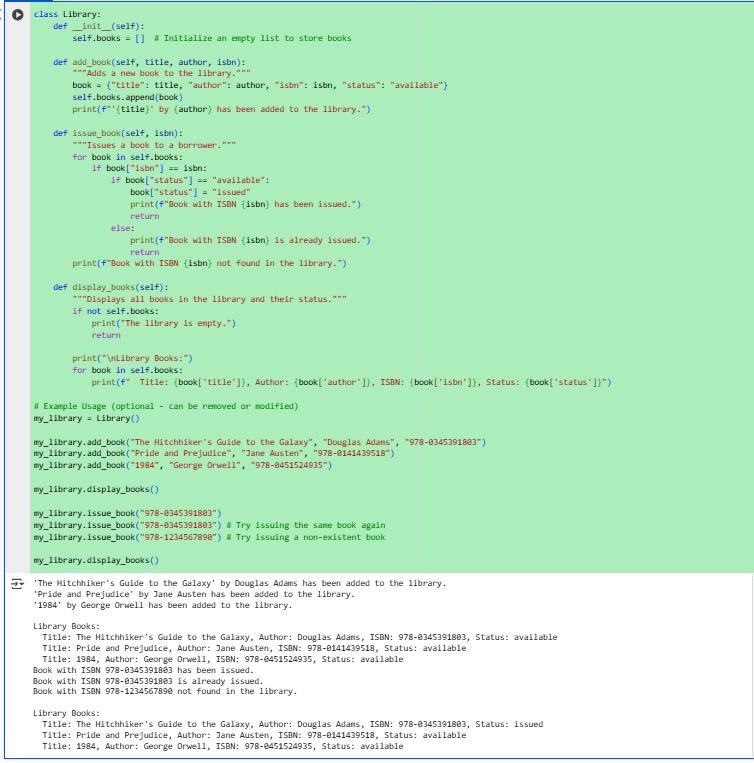 class Library:
    def __init__(self):
        self.books = []  # Initialize an empty list to store books

    def add_book(self, title, author, isbn):
        """Adds a new book to the library."""
        book = {"title": title, "author": author, "isbn": isbn, "status": "available"}
        self.books.append(book)
        print(f"'{title}' by {author} has been added to the library.")

    def issue_book(self, isbn):
        """Issues a book to a borrower."""
        for book in self.books:
            if book["isbn"] == isbn:
                if book["status"] == "available":
                    book["status"] = "issued"
                    print(f"Book with ISBN {isbn} has been issued.")
                    return
                else:
                    print(f"Book with ISBN {isbn} is already issued.")
                    return
        print(f"Book with ISBN {isbn} not found in the library.")

    def display_books(self):
        """Displays all books in the library and their status."""
        if not self.books:
            print("The library is empty.")
            return

        print("\nLibrary Books:")
        for book in self.books:
            print(f"  Title: {book['title']}, Author: {book['author']}, ISBN: {book['isbn']}, Status: {book['status']}")

# Example Usage (optional - can be removed or modified)
my_library = Library()

my_library.add_book("The Hitchhiker's Guide to the Galaxy", "Douglas Adams", "978-0345391803")
my_library.add_book("Pride and Prejudice", "Jane Austen", "978-0141439518")
my_library.add_book("1984", "George Orwell", "978-0451524935")

my_library.display_books()

my_library.issue_book("978-0345391803")
my_library.issue_book("978-0345391803") # Try issuing the same book again
my_library.issue_book("978-1234567890") # Try issuing a non-existent book

my_library.display_books()

'The Hitchhiker's Guide to the Galaxy' by Douglas Adams has been added to the library.
'Pride and Prejudice' by Jane Austen has been added to the library.
'1984' by George Orwell has been added to the library.

Library Books:
  Title: The Hitchhiker's Guide to the Galaxy, Author: Douglas Adams, ISBN: 978-0345391803, Status: available
  Title: Pride and Prejudice, Author: Jane Austen, ISBN: 978-0141439518, Status: available
  Title: 1984, Author: George Orwell, ISBN: 978-0451524935, Status: available
Book with ISBN 978-0345391803 has been issued.
Book with ISBN 978-0345391803 is already issued.
Book with ISBN 978-1234567890 not found in the library.

Library Books:
  Title: The Hitchhiker's Guide to the Galaxy, Author: Douglas Adams, ISBN: 978-0345391803, Status: issued
  Title: Pride and Prejudice, Author: Jane Austen, ISBN: 978-0141439518, Status: available
  Title: 1984, Author: George Orwell, ISBN: 978-0451524935, Status: available